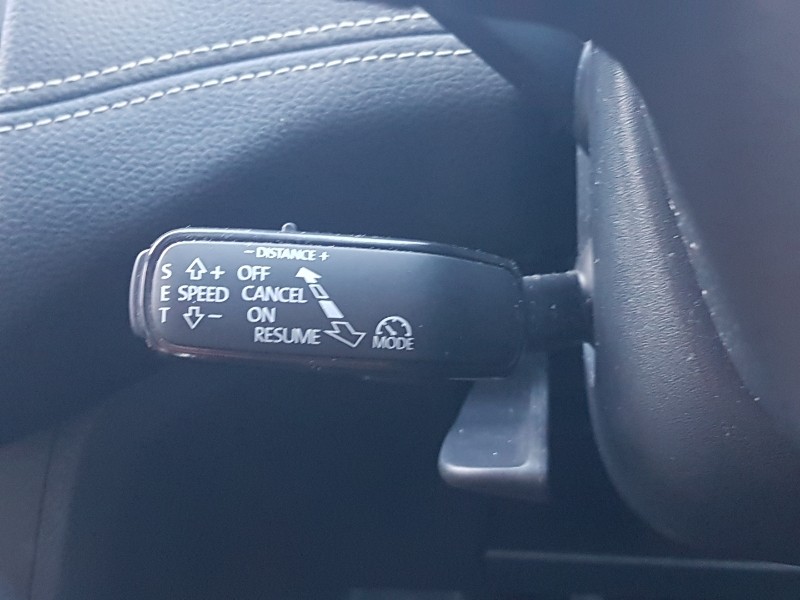 − DISTANCE +
S + OFF
E SPEED CANCEL
T − ON
RESUME MODE